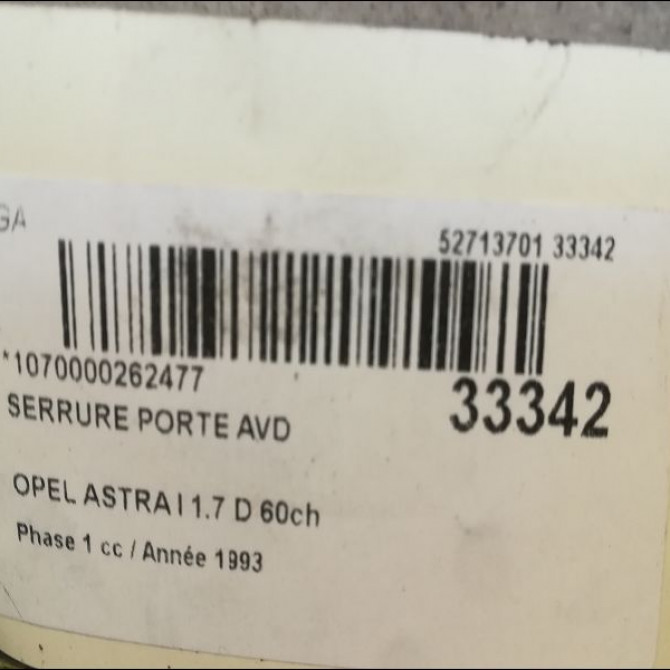 GA
52713701 33342
*1070000262477
33342
SERRURE PORTE AVD
OPEL ASTRA I 1.7 D 60ch
Phase 1 cc / Année 1993